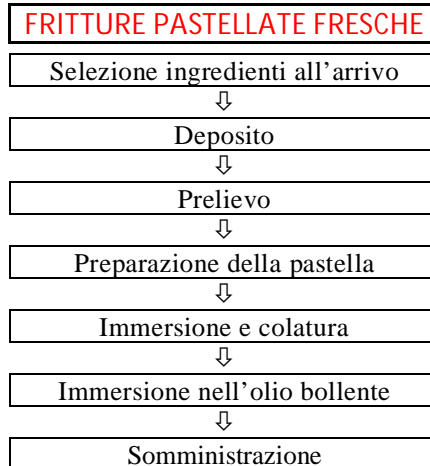 FRITTURE PASTELLATE FRESCHE
Selezione ingredienti all'arrivo
⇩
Deposito
⇩
Prelievo
⇩
Preparazione della pastella
⇩
Immersione e colatura
⇩
Immersione nell'olio bollente
⇩
Somministrazione